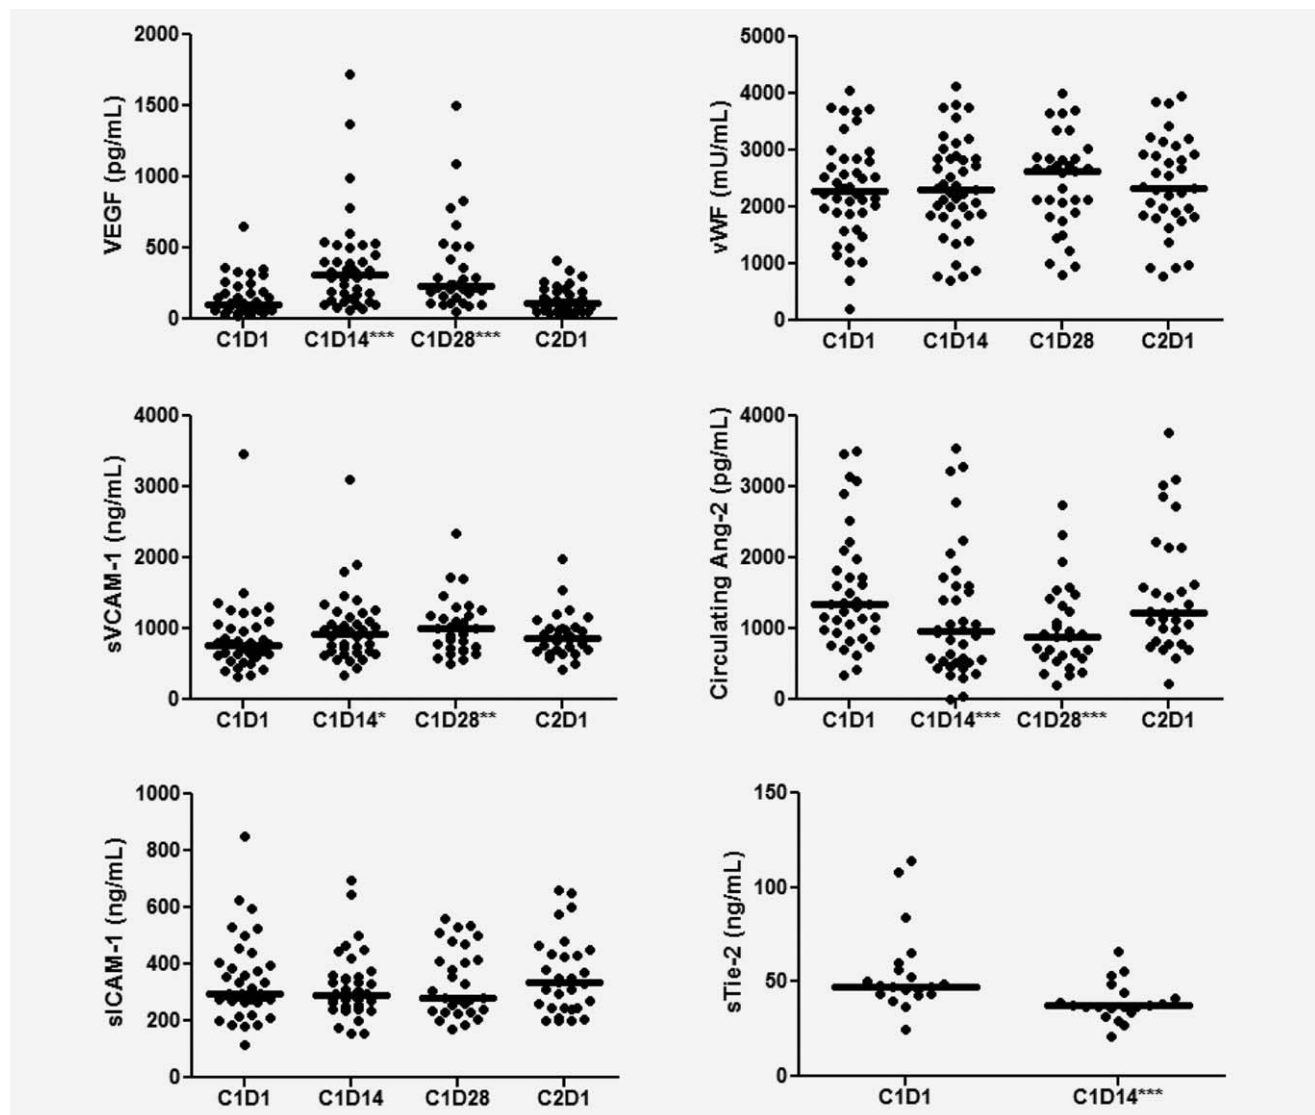 VEGF (pg/mL)
2000
1500
1000
500
0
C1D1 C1D14*** C1D28*** C2D1
vWF (mU/mL)
5000
4000
3000
2000
1000
0
C1D1 C1D14 C1D28 C2D1
sVCAM-1 (ng/mL)
4000
3000
2000
1000
0
C1D1 C1D14* C1D28** C2D1
Circulating Ang-2 (pg/mL)
4000
3000
2000
1000
0
C1D1 C1D14*** C1D28*** C2D1
sICAM-1 (ng/mL)
1000
800
600
400
200
0
C1D1 C1D14 C1D28 C2D1
sTie-2 (ng/mL)
150
100
50
0
C1D1 C1D14***